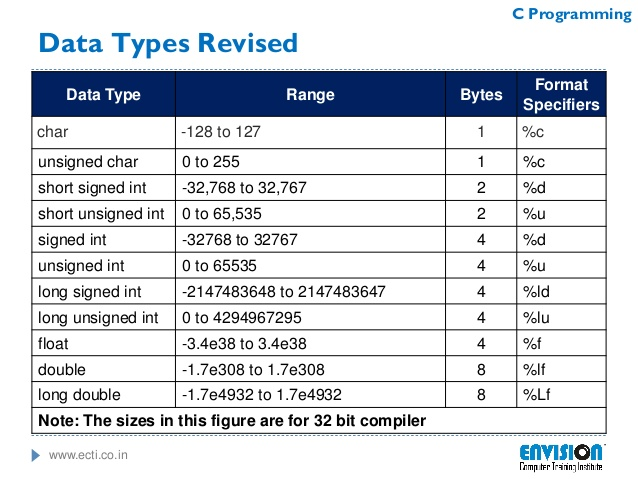 C Programming
Data Types Revised
Data Type Range Bytes Format Specifiers
char -128 to 127 1 %c
unsigned char 0 to 255 1 %c
short signed int -32,768 to 32,767 2 %d
short unsigned int 0 to 65,535 2 %u
signed int -32768 to 32767 4 %d
unsigned int 0 to 65535 4 %u
long signed int -2147483648 to 2147483647 4 %ld
long unsigned int 0 to 4294967295 4 %lu
float -3.4e38 to 3.4e38 4 %f
double -1.7e308 to 1.7e308 8 %lf
long double -1.7e4932 to 1.7e4932 8 %Lf
Note: The sizes in this figure are for 32 bit compiler
www.ecti.co.in
ENVISION
Computer Training Institute